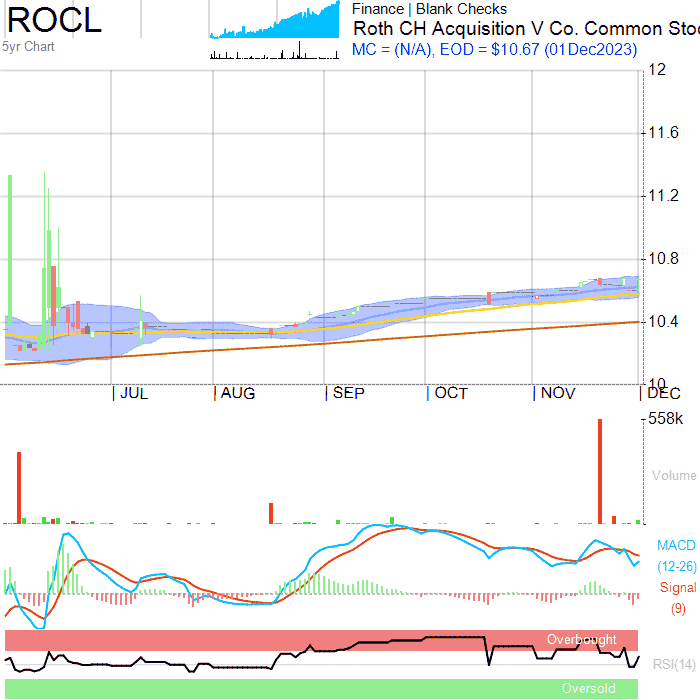 ROCL
5yr Chart
Finance | Blank Checks
Roth CH Acquisition V Co. Common Stoc
MC = (N/A), EOD = $10.67 (01Dec2023)
12
11.6
11.2
10.8
10.4
10
| JUL | AUG | SEP | OCT | NOV | DEC
558k
Volume
MACD
(12-26)
Signal
(9)
Overbought
RSI(14)
Oversold